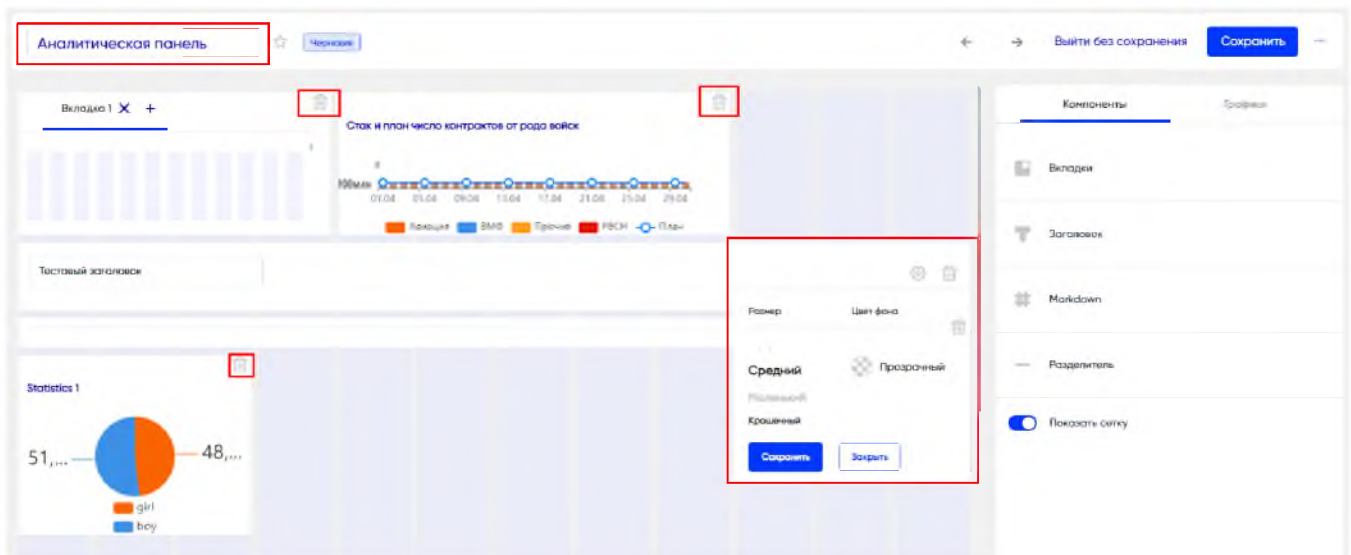 Аналитическая панель
Черновик
Выйти без сохранения
Сохранить
Вкладка 1
Компоненты
Графики
Стак и план число контрактов от рода войск
100млн
01.04 05.04 09.04 13.04 17.04 21.04 25.04 29.04
Авиация ВМФ Прочие РВСН План
Вкладки
Заголовок
Тестовый заголовок
Markdown
Размер
Цвет фона
Разделитель
Средний
Прозрачный
Маленький
Крошечный
Показать сетку
Сохранить
Закрыть
Statistics 1
51,...
48,...
girl
boy